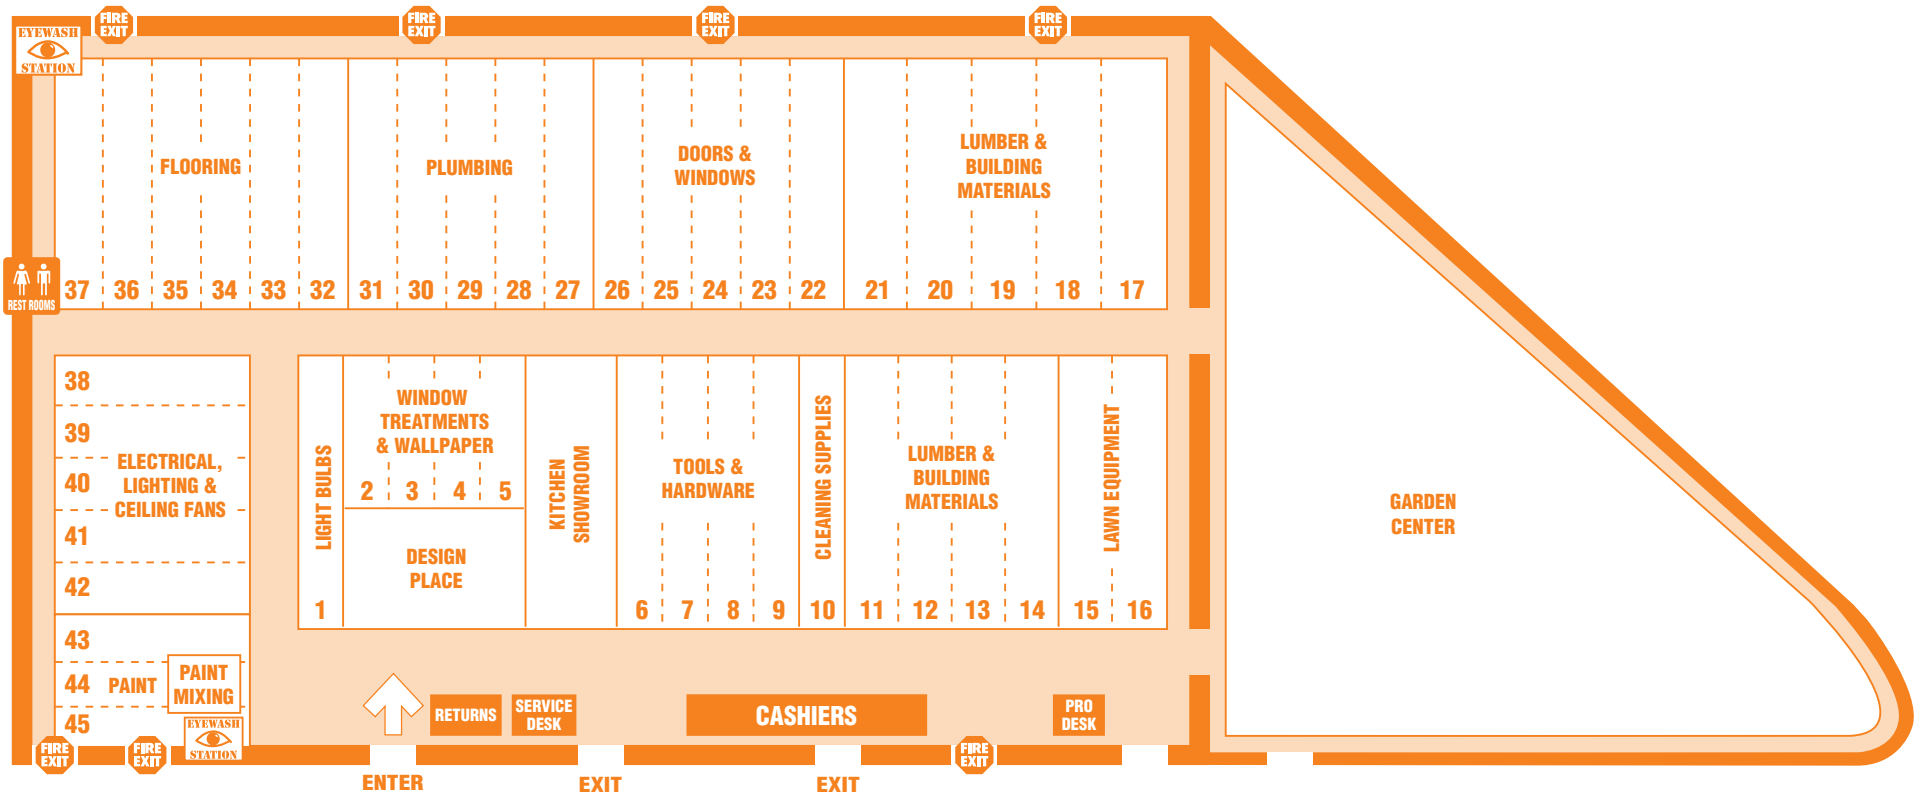 FIRE
EXIT
FIRE
EXIT
FIRE
EXIT
FIRE
EXIT
EYEWASH
STATION
FLOORING
PLUMBING
DOORS &
WINDOWS
LUMBER &
BUILDING
MATERIALS
REST ROOMS
37 36 35 34 33 32 31 30 29 28 27 26 25 24 23 22 21 20 19 18 17
38
39
40
41
42
ELECTRICAL,
LIGHTING &
CEILING FANS
43
44
45
PAINT
PAINT
MIXING
EYEWASH
STATION
LIGHT BULBS
1
WINDOW
TREATMENTS
& WALLPAPER
2 3 4 5
DESIGN
PLACE
KITCHEN
SHOWROOM
TOOLS &
HARDWARE
6 7 8 9
CLEANING SUPPLIES
10
LUMBER &
BUILDING
MATERIALS
11 12 13 14
LAWN EQUIPMENT
15 16
GARDEN
CENTER
RETURNS
SERVICE
DESK
CASHIERS
PRO
DESK
FIRE
EXIT
FIRE
EXIT
FIRE
EXIT
ENTER
EXIT
EXIT